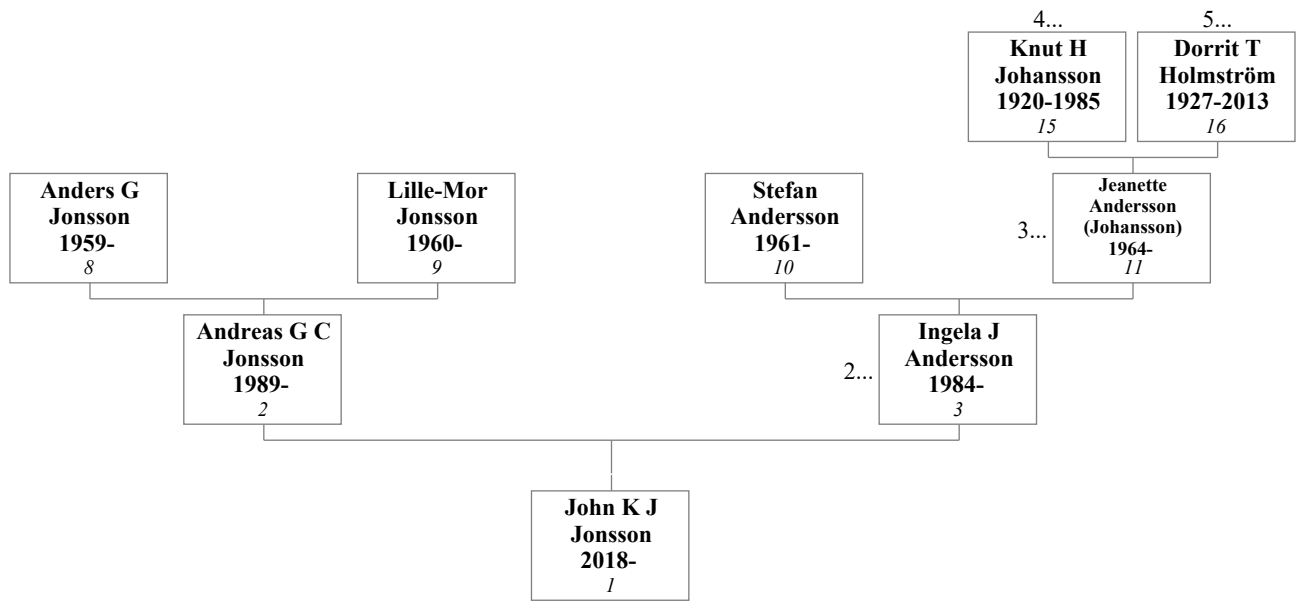 4...
5...
Knut H
Johansson
1920-1985
15
Dorrit T
Holmström
1927-2013
16
Anders G
Jonsson
1959-
8
Lille-Mor
Jonsson
1960-
9
Stefan
Andersson
1961-
10
3...
Jeanette
Andersson
(Johansson)
1964-
11
Andreas G C
Jonsson
1989-
2
2...
Ingela J
Andersson
1984-
3
John K J
Jonsson
2018-
1